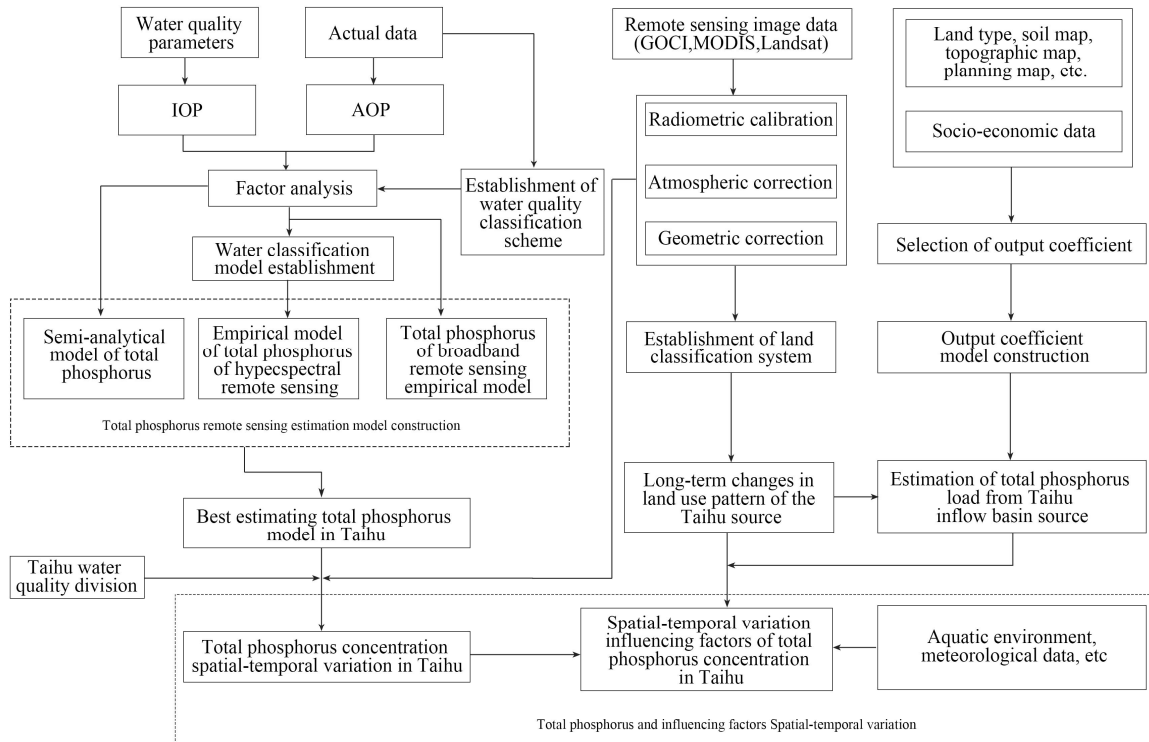 Water quality
parameters
Actual data
Remote sensing image data
(GOCI,MODIS,Landsat)
Land type, soil map,
topographic map,
planning map, etc.
IOP
AOP
Radiometric calibration
Socio-economic data
Factor analysis
Establishment of
water quality
classification
scheme
Atmospheric correction
Water classification
model establishment
Geometric correction
Selection of output coefficient
Semi-analytical
model of total
phosphorus
Empirical model
of total phosphorus
of hypecspectral
remote sensing
Total phosphorus
of broadband
remote sensing
empirical model
Establishment of land
classification system
Output coefficient
model construction
Total phosphorus remote sensing estimation model construction
Long-term changes in
land use pattern of the
Taihu source
Estimation of total phosphorus
load from Taihu
inflow basin source
Best estimating total phosphorus
model in Taihu
Taihu water
quality division
Total phosphorus concentration
spatial-temporal variation in Taihu
Spatial-temporal variation
influencing factors of total
phosphorus concentration
in Taihu
Aquatic environment,
meteorological data, etc
Total phosphorus and influencing factors Spatial-temporal variation